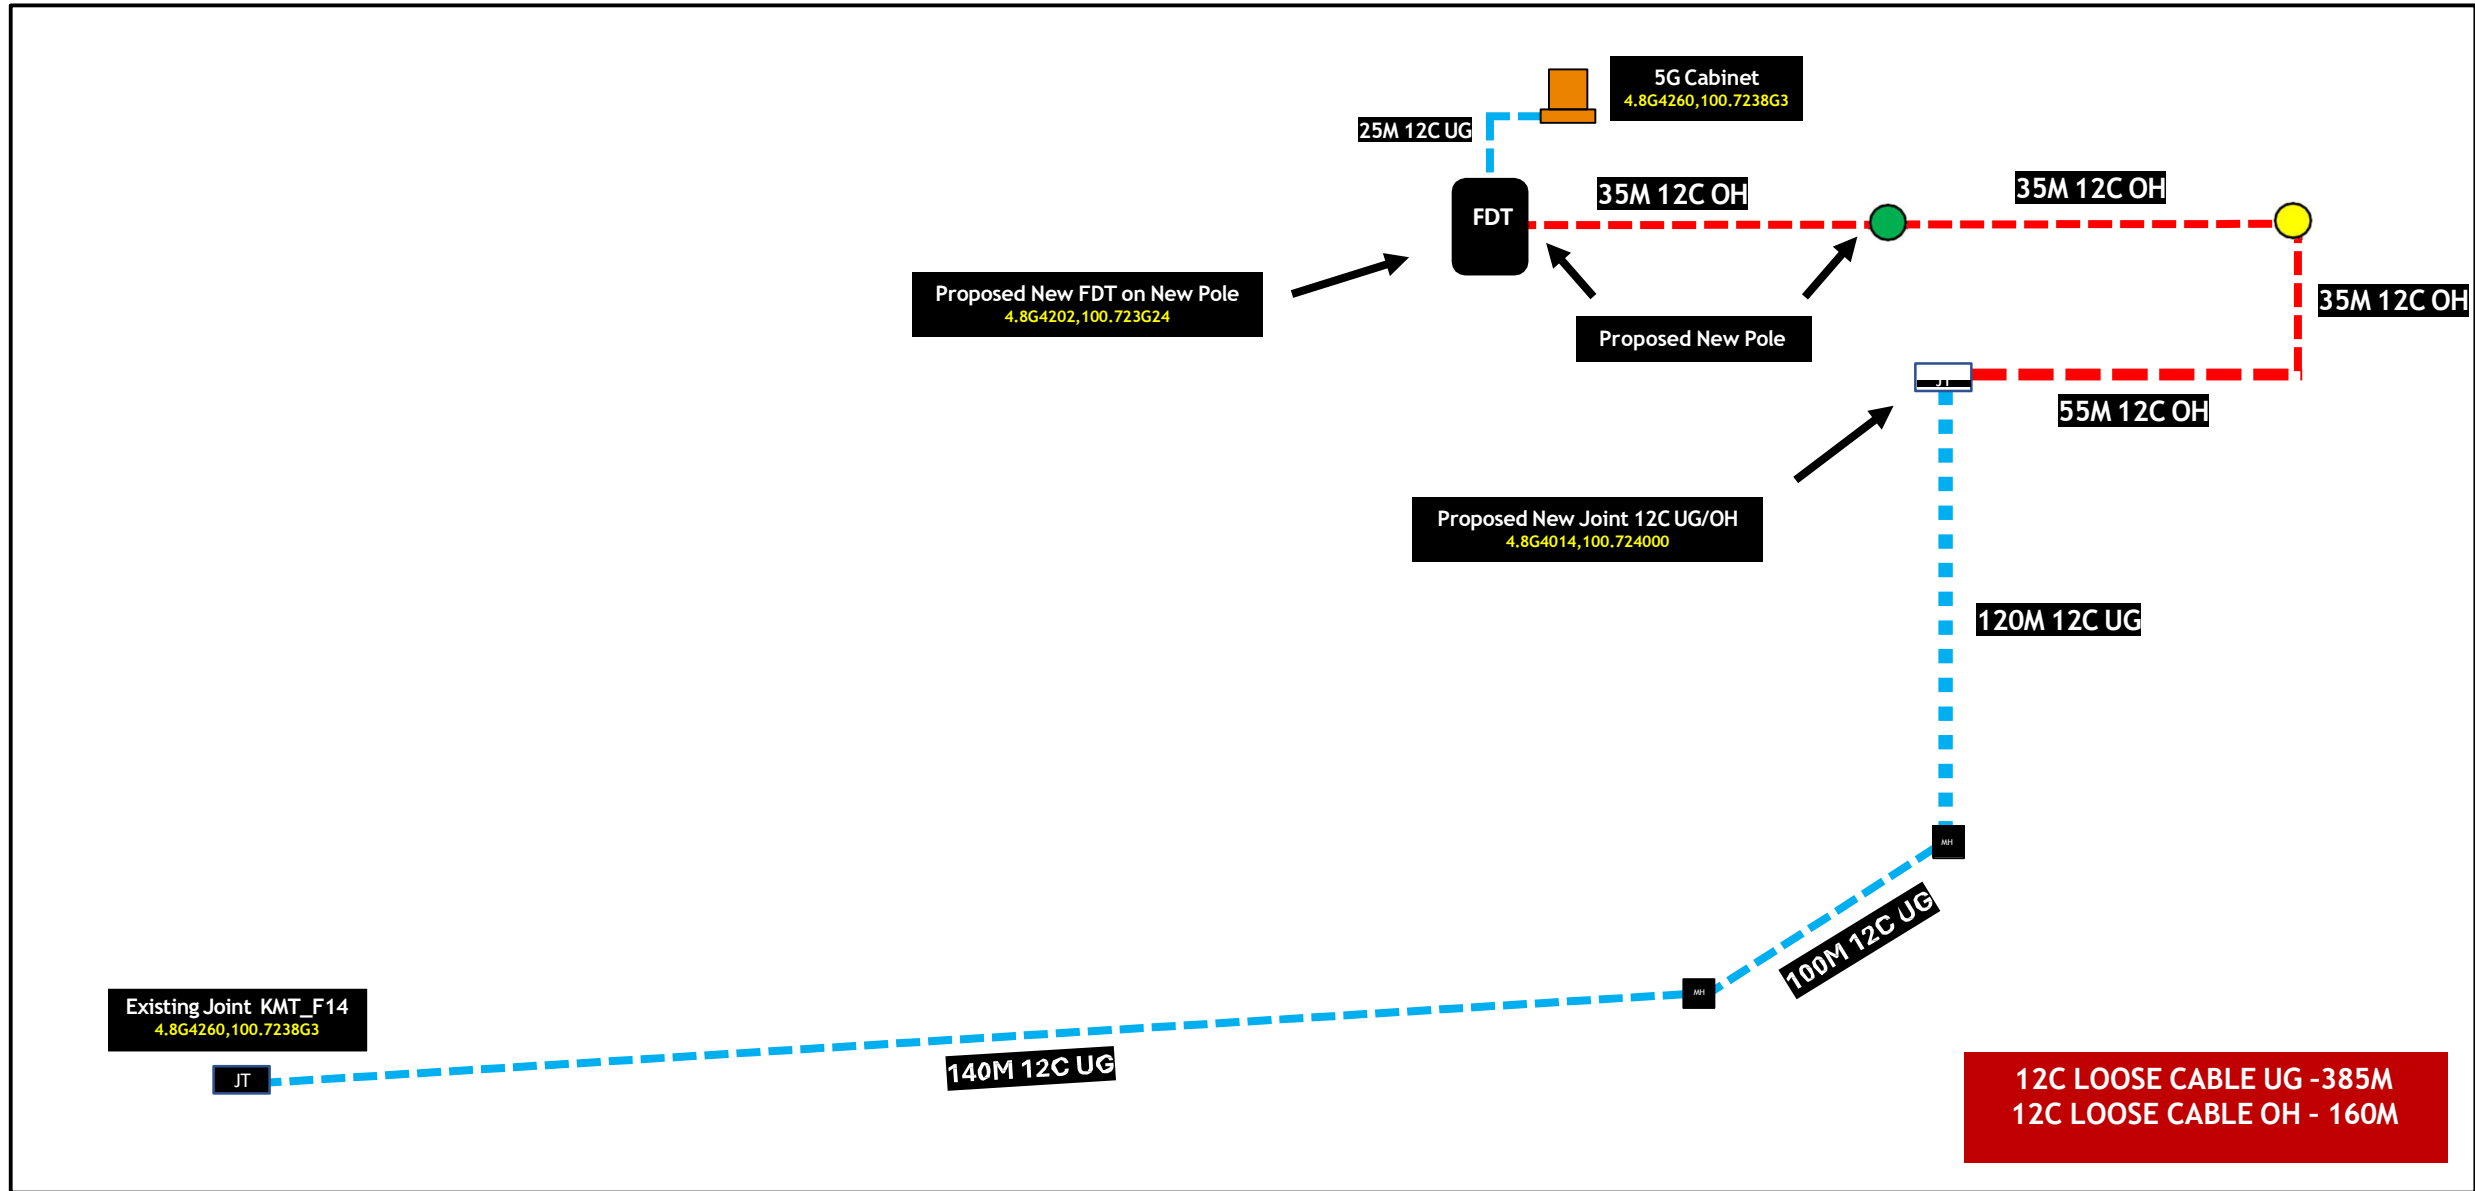 5G Cabinet
4.8G4260,100.7238G3
25M 12C UG
FDT
35M 12C OH
35M 12C OH
35M 12C OH
Proposed New FDT on New Pole
4.8G4202,100.723G24
Proposed New Pole
JT
55M 12C OH
Proposed New Joint 12C UG/OH
4.8G4014,100.724000
120M 12C UG
MH
100M 12C UG
MH
Existing Joint KMT_F14
4.8G4260,100.7238G3
JT
140M 12C UG
12C LOOSE CABLE UG -385M
12C LOOSE CABLE OH - 160M